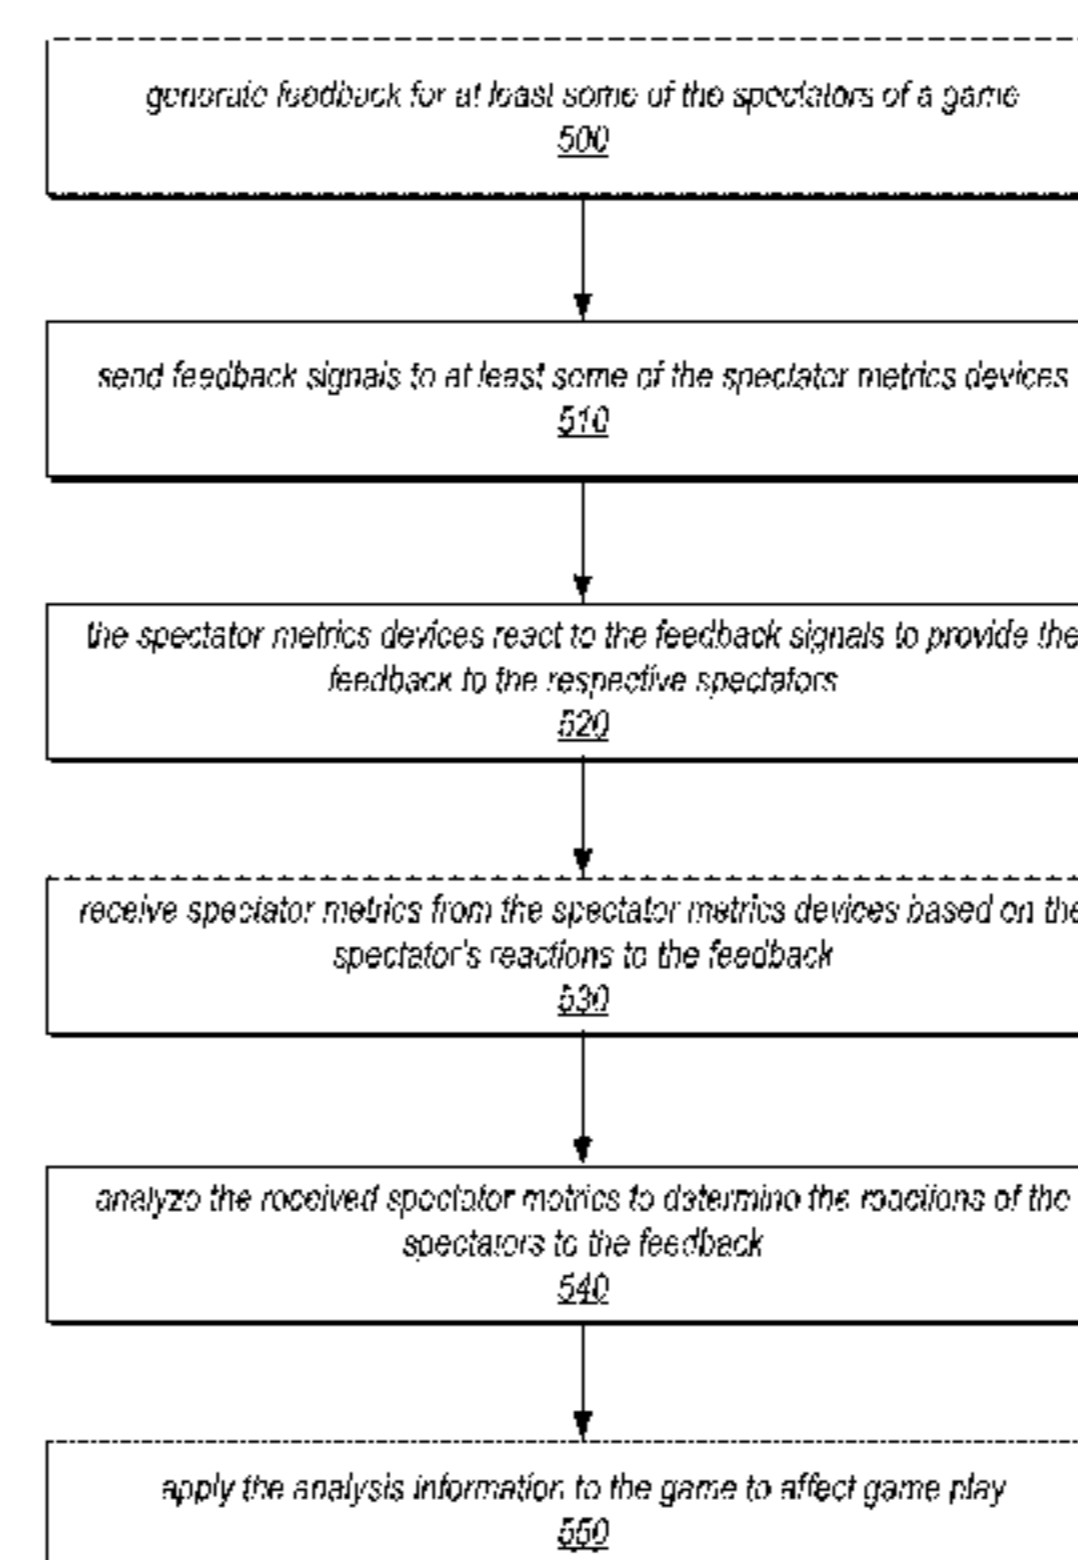 generate feedback for at least some of the spectators of a game
500
send feedback signals to at least some of the spectator metrics devices
510
the spectator metrics devices react to the feedback signals to provide the
feedback to the respective spectators
520
receive spectator metrics from the spectator metrics devices based on the
spectator's reactions to the feedback
530
analyze the received spectator metrics to determine the reactions of the
spectators to the feedback
540
apply the analysis information to the game to affect game play
550